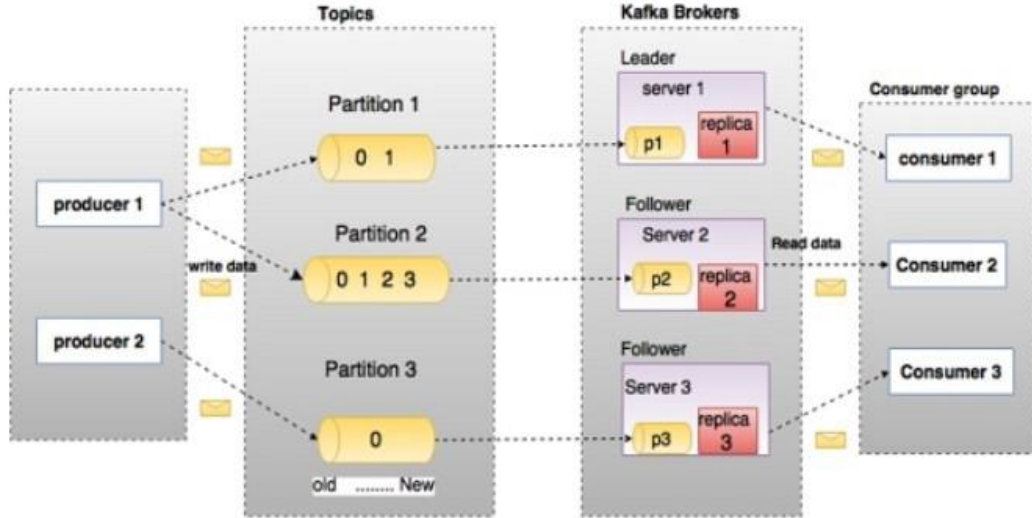 Topics
Kafka Brokers
Consumer group
producer 1
producer 2
write data
Partition 1
0 1
Partition 2
0 1 2 3
Partition 3
0
old ........ New
Leader
server 1
p1
replica
1
Follower
Server 2
p2
replica
2
Follower
Server 3
p3
replica
3
Read data
consumer 1
Consumer 2
Consumer 3